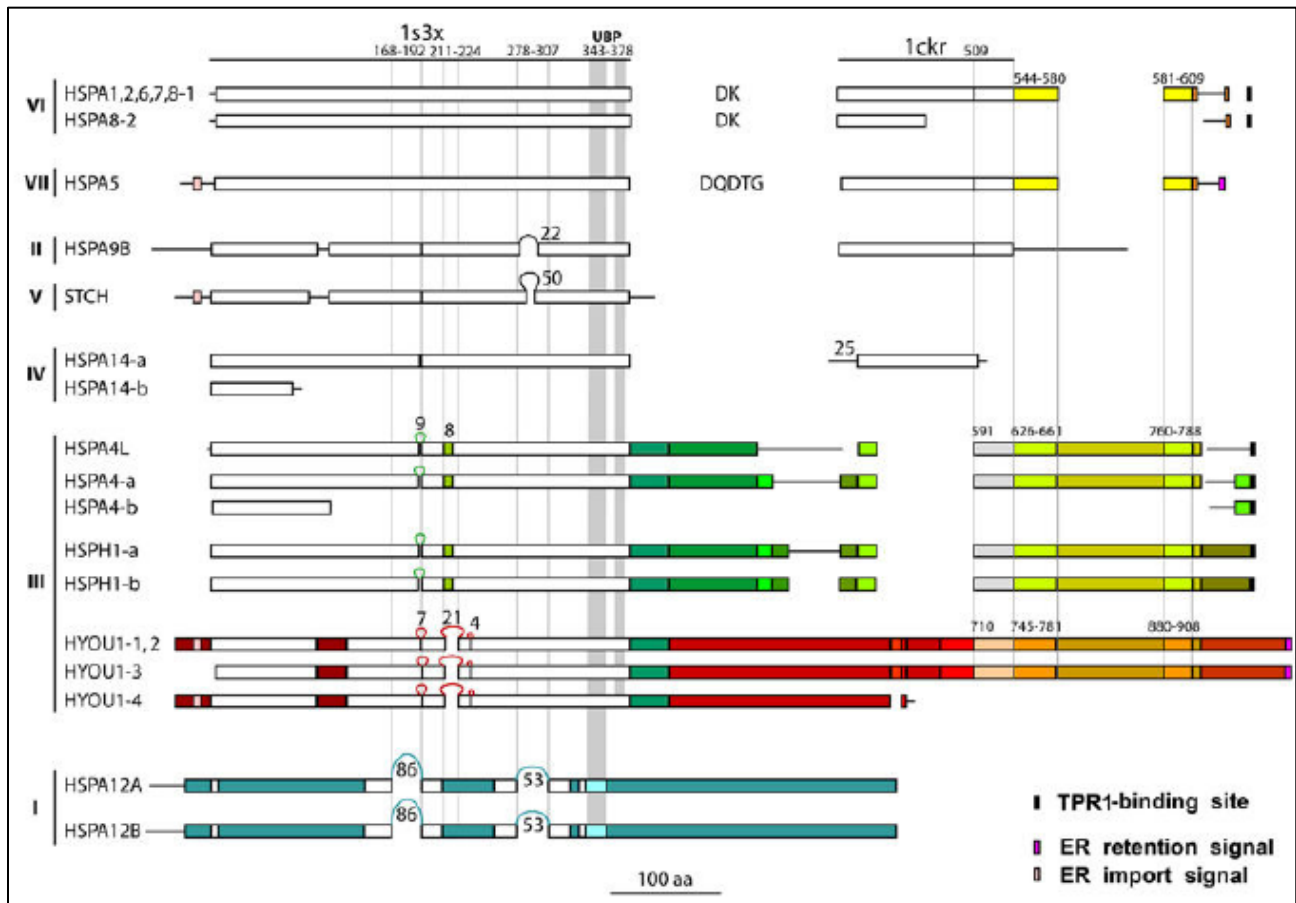 1s3x UBP 1ckr
168-192 211-224 278-307 343-378 509
544-580 581-609
VI HSPA1,2,6,7,8-1 DK
HSPA8-2 DK
VII HSPA5 DQDTG
II HSPA9B 22
V STCH 50
IV HSPA14-a 25
HSPA14-b
III
9 8 591 626-661 760-788
HSPA4L
HSPA4-a
HSPA4-b
HSPH1-a
HSPH1-b
7 21 4 710 745-781 880-908
HYOU1-1,2
HYOU1-3
HYOU1-4
I
HSPA12A 86 53
HSPA12B 86 53
TPR1-binding site
ER retention signal
ER import signal
100 aa